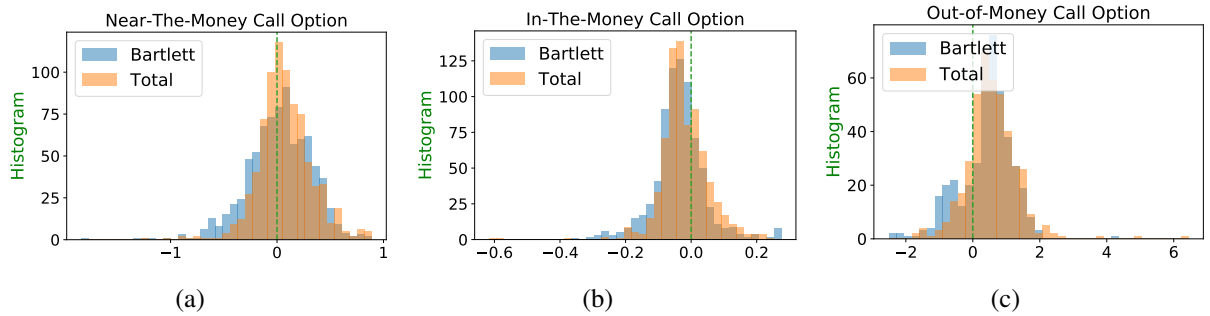 Near-The-Money Call Option
Histogram
100
75
50
25
0
Bartlett
Total
−1
0
1
(a)
In-The-Money Call Option
Histogram
125
100
75
50
25
0
Bartlett
Total
−0.6
−0.4
−0.2
0.0
0.2
(b)
Out-of-Money Call Option
Histogram
60
40
20
0
Bartlett
Total
−2
0
2
4
6
(c)